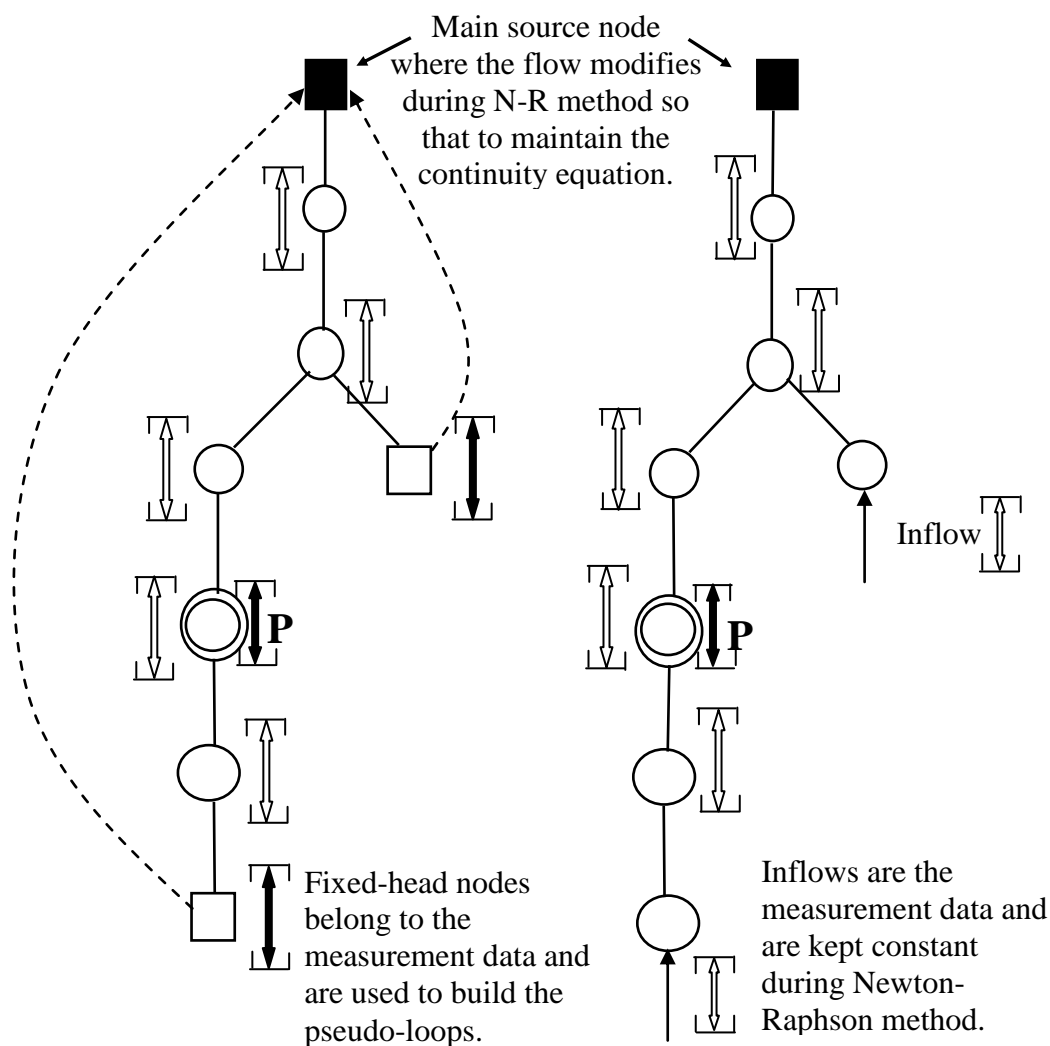 Main source node
where the flow modifies
during N-R method so
that to maintain the
continuity equation.
Inflow
P
P
Fixed-head nodes
belong to the
measurement data and
are used to build the
pseudo-loops.
Inflows are the
measurement data and
are kept constant
during Newton-
Raphson method.